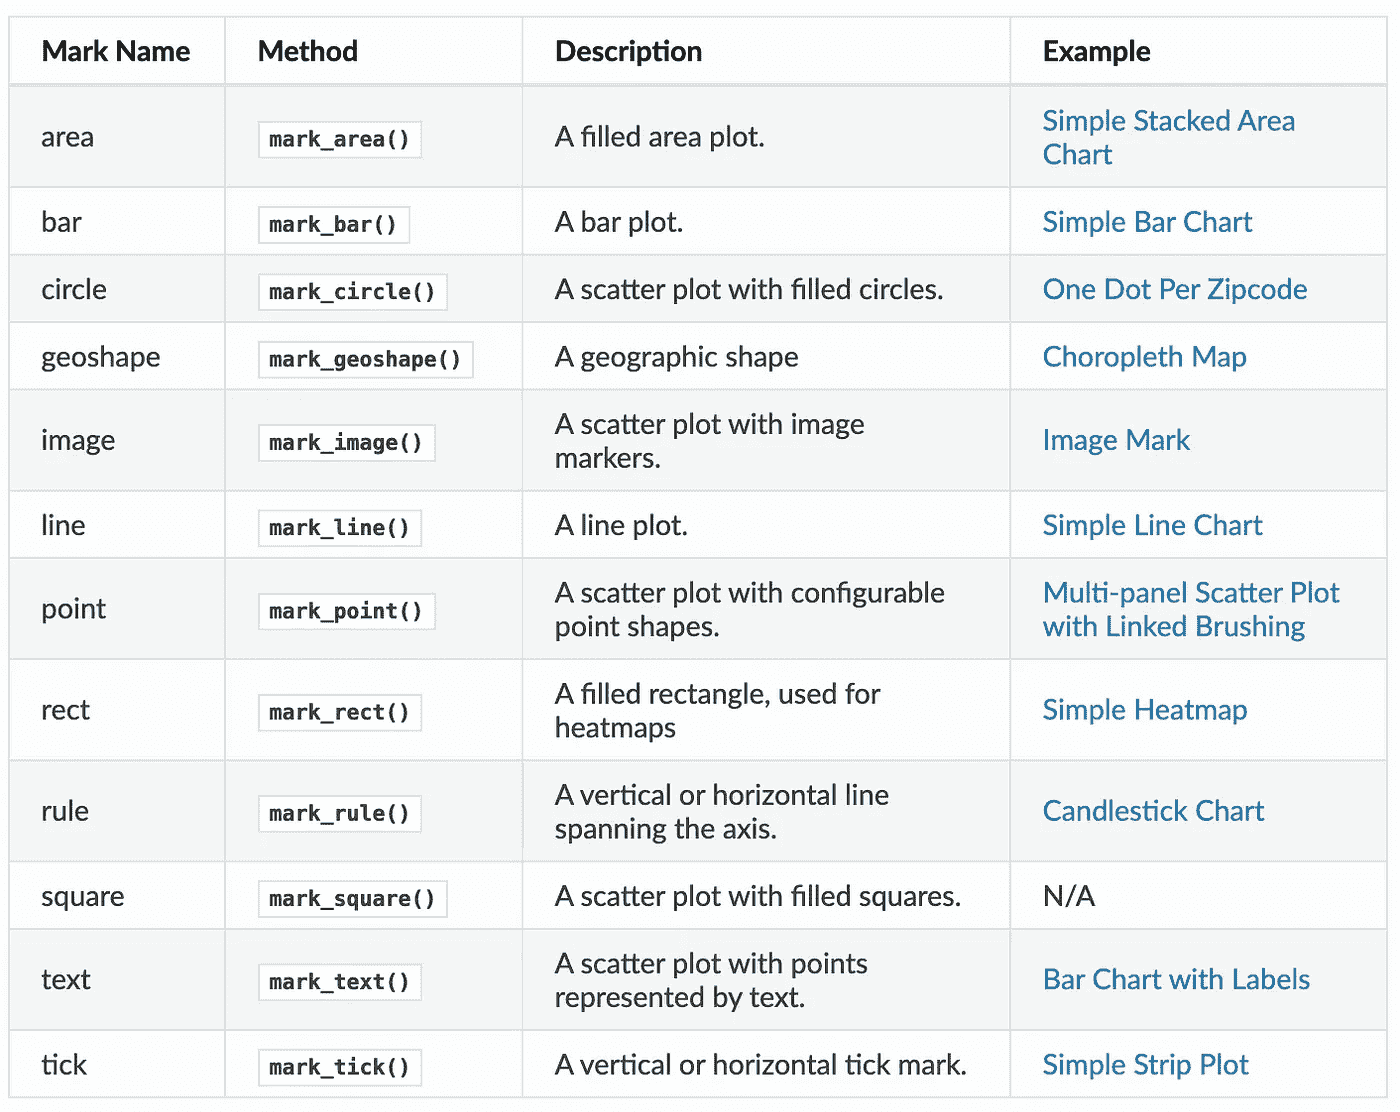 Mark Name Method Description Example
area mark_area() A filled area plot. Simple Stacked Area
Chart
bar mark_bar() A bar plot. Simple Bar Chart
circle mark_circle() A scatter plot with filled circles. One Dot Per Zipcode
geoshape mark_geoshape() A geographic shape Choropleth Map
image mark_image() A scatter plot with image
markers. Image Mark
line mark_line() A line plot. Simple Line Chart
point mark_point() A scatter plot with configurable
point shapes. Multi-panel Scatter Plot
with Linked Brushing
rect mark_rect() A filled rectangle, used for
heatmaps Simple Heatmap
rule mark_rule() A vertical or horizontal line
spanning the axis. Candlestick Chart
square mark_square() A scatter plot with filled squares. N/A
text mark_text() A scatter plot with points
represented by text. Bar Chart with Labels
tick mark_tick() A vertical or horizontal tick mark. Simple Strip Plot